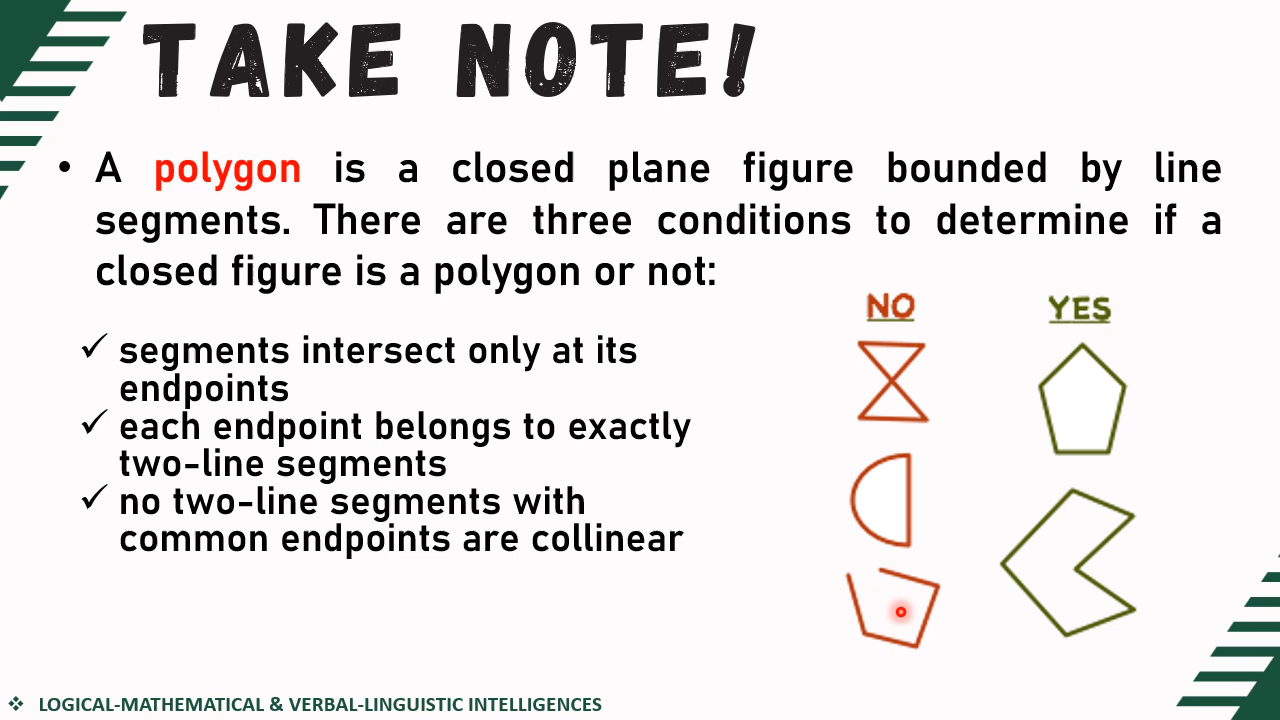 TAKE NOTE!
• A polygon is a closed plane figure bounded by line
segments. There are three conditions to determine if a
closed figure is a polygon or not:
NO
YES
✓ segments intersect only at its
endpoints
✓ each endpoint belongs to exactly
two-line segments
✓ no two-line segments with
common endpoints are collinear
❖ LOGICAL-MATHEMATICAL & VERBAL-LINGUISTIC INTELLIGENCES